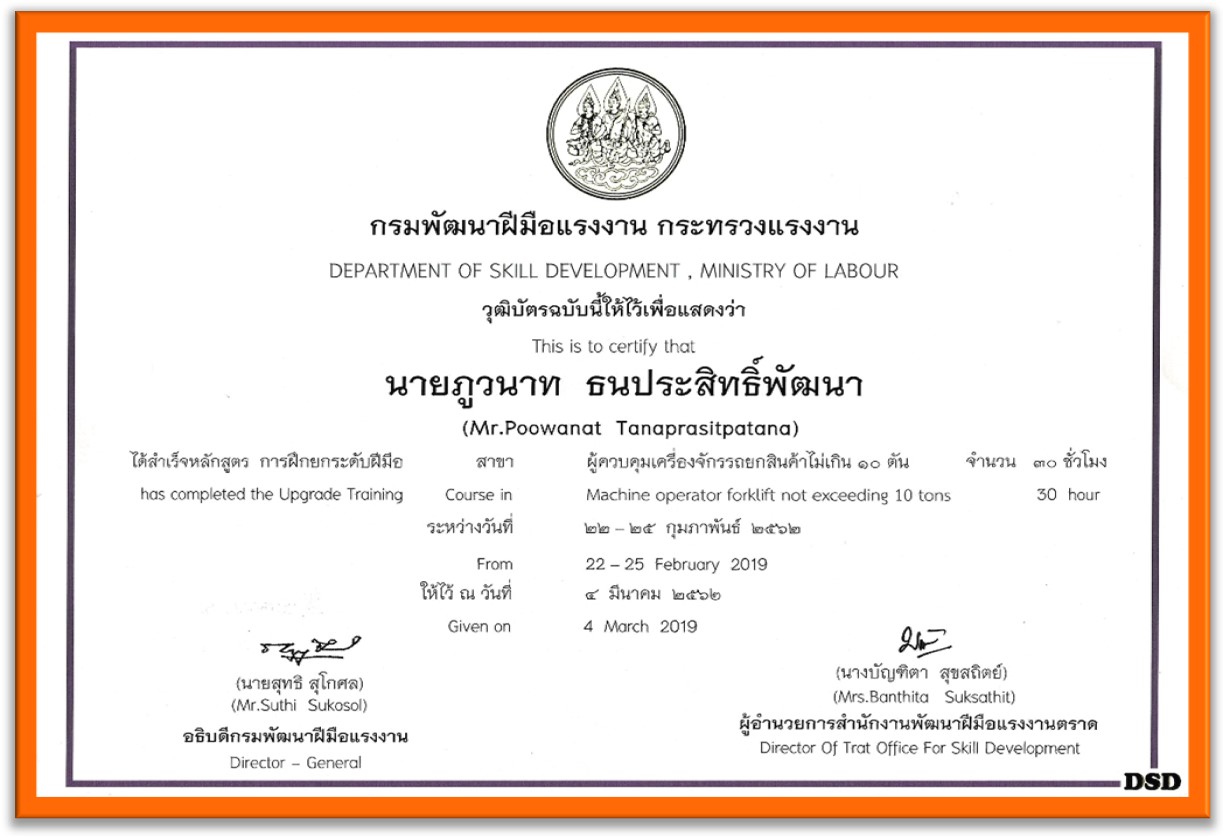 กรมพัฒนาฝีมือแรงงาน กระทรวงแรงงาน
DEPARTMENT OF SKILL DEVELOPMENT , MINISTRY OF LABOUR
วุฒิบัตรฉบับนี้ให้ไว้เพื่อแสดงว่า
This is to certify that
นายภูวนาท ธนประสิทธิ์พัฒนา
(Mr.Poowanat Tanaprasitpatana)
ได้สำเร็จหลักสูตร การฝึกยกระดับฝีมือ สาขา ผู้ควบคุมเครื่องจักรรถยกสินค้าไม่เกิน ๑๐ ตัน จำนวน ๓๐ ชั่วโมง
has completed the Upgrade Training Course in Machine operator forklift not exceeding 10 tons 30 hour
ระหว่างวันที่ ๒๒ – ๒๕ กุมภาพันธ์ ๒๕๖๒
From 22 – 25 February 2019
ให้ไว้ ณ วันที่ ๔ มีนาคม ๒๕๖๒
Given on 4 March 2019
(นายสุทธิ สุโกศล)
(Mr.Suthi Sukosol)
อธิบดีกรมพัฒนาฝีมือแรงงาน
Director – General
(นางบัญฑิตา สุขสถิตย์)
(Mrs.Banthita Suksathit)
ผู้อำนวยการสำนักงานพัฒนาฝีมือแรงงานตราด
Director Of Trat Office For Skill Development
DSD